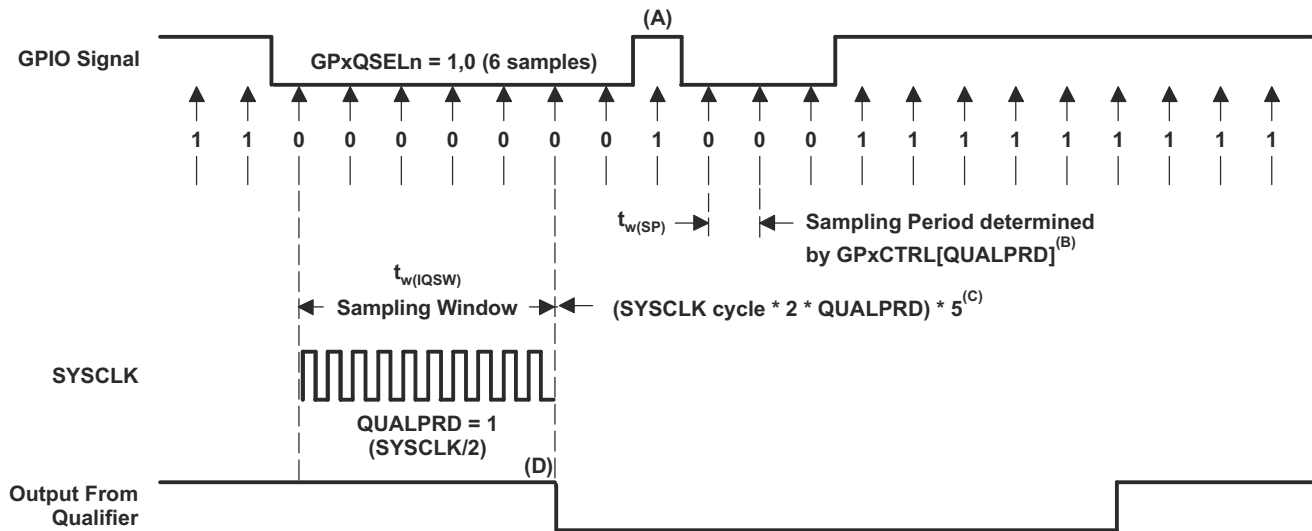 (A)
GPIO Signal
GPxQSELn = 1,0 (6 samples)
1 1 0 0 0 0 0 0 0 1 0 0 0 1 1 1 1 1 1 1 1 1
tw(SP)
Sampling Period determined
by GPxCTRL[QUALPRD](B)
tw(IQSW)
Sampling Window
(SYSCLK cycle * 2 * QUALPRD) * 5(C)
SYSCLK
QUALPRD = 1
(SYSCLK/2)
(D)
Output From
Qualifier